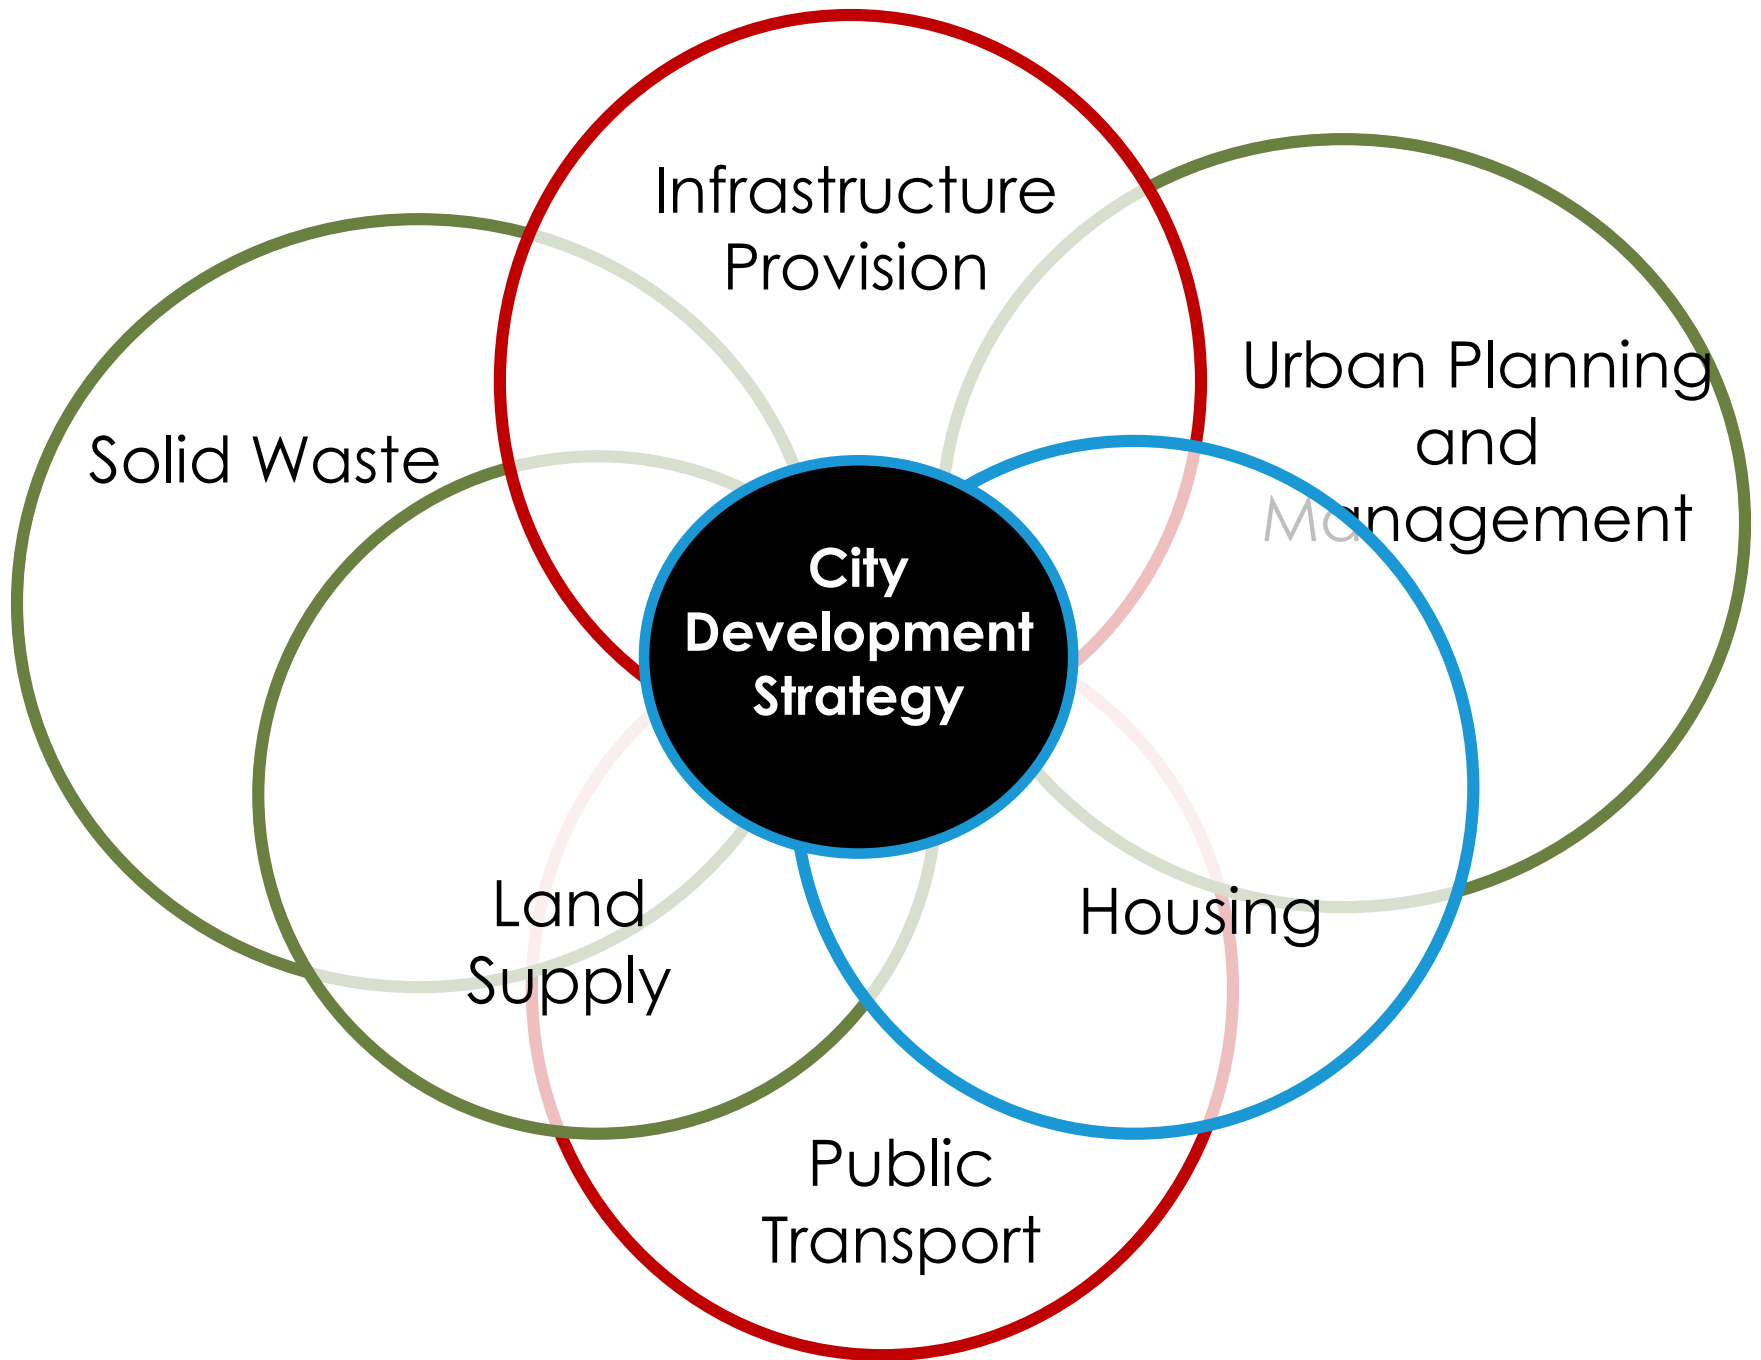 Infrastructure
Provision
Urban Planning
and
Management
Solid Waste
City
Development
Strategy
Land
Supply
Housing
Public
Transport